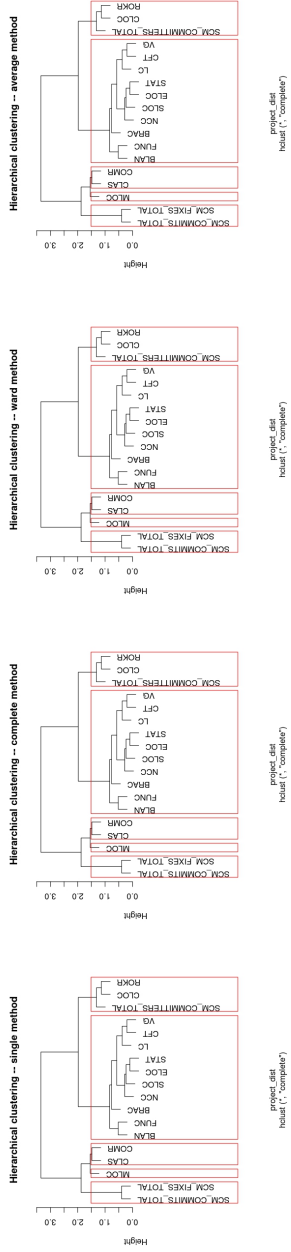 Hierarchical clustering -- single method
Height
3.0
2.0
1.0
0.0
SCM_COMMITS_TOTAL
SCM_FIXES_TOTAL
MLOC
CLAS
COMR
BLAN
FUNC
BRAC
NCC
SLOC
ELOC
STAT
LC
CFT
VG
SCM_COMMITTERS_TOTAL
CLOC
ROKR
project_dist
hclust (*, "complete")
Hierarchical clustering -- complete method
Height
3.0
2.0
1.0
0.0
SCM_COMMITS_TOTAL
SCM_FIXES_TOTAL
MLOC
CLAS
COMR
BLAN
FUNC
BRAC
NCC
SLOC
ELOC
STAT
LC
CFT
VG
SCM_COMMITTERS_TOTAL
CLOC
ROKR
project_dist
hclust (*, "complete")
Hierarchical clustering -- ward method
Height
3.0
2.0
1.0
0.0
SCM_COMMITS_TOTAL
SCM_FIXES_TOTAL
MLOC
CLAS
COMR
BLAN
FUNC
BRAC
NCC
SLOC
ELOC
STAT
LC
CFT
VG
SCM_COMMITTERS_TOTAL
CLOC
ROKR
project_dist
hclust (*, "complete")
Hierarchical clustering -- average method
Height
3.0
2.0
1.0
0.0
SCM_COMMITS_TOTAL
SCM_FIXES_TOTAL
MLOC
CLAS
COMR
BLAN
FUNC
BRAC
NCC
SLOC
ELOC
STAT
LC
CFT
VG
SCM_COMMITTERS_TOTAL
CLOC
ROKR
project_dist
hclust (*, "complete")